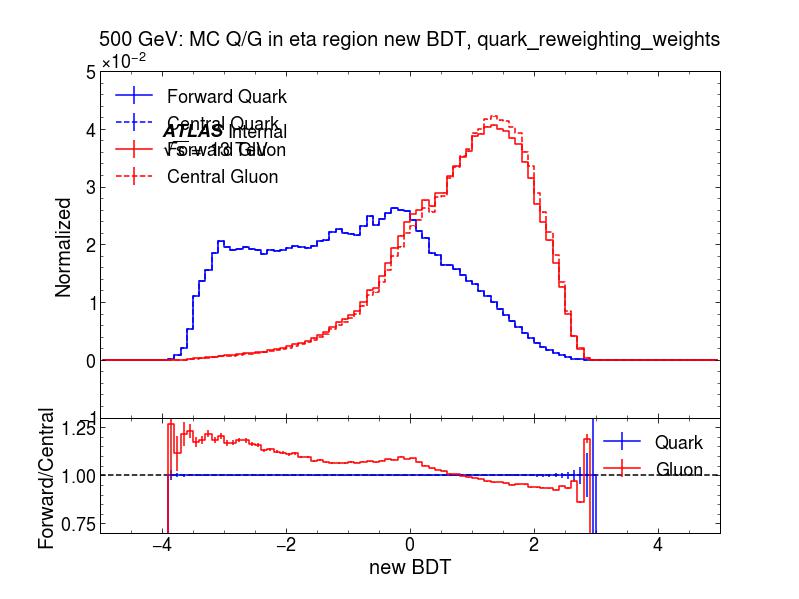 500 GeV: MC Q/G in eta region new BDT, quark_reweighting_weights
×10⁻²
Forward Quark
Central Quark
ATLAS Internal
Forward Gluon
√s = 13 TeV
Central Gluon
Normalized
5
4
3
2
1
0
−1
Forward/Central
1.25
1.00
0.75
Quark
Gluon
−4
−2
0
2
4
new BDT